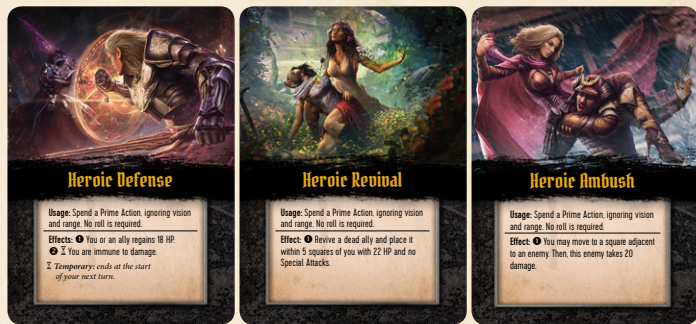 Heroic Defense
Usage: Spend a Prime Action, ignoring vision
and range. No roll is required.
Effects: ❶ You or an ally regains 18 HP.
❷ ⌛ You are immune to damage.
⌛ Temporary: ends at the start
of your next turn.
Heroic Revival
Usage: Spend a Prime Action, ignoring vision
and range. No roll is required.
Effect: ❶ Revive a dead ally and place it
within 5 squares of you with 22 HP and no
Special Attacks.
Heroic Ambush
Usage: Spend a Prime Action, ignoring vision
and range. No roll is required.
Effect: ❶ You may move to a square adjacent
to an enemy. Then, this enemy takes 20
damage.